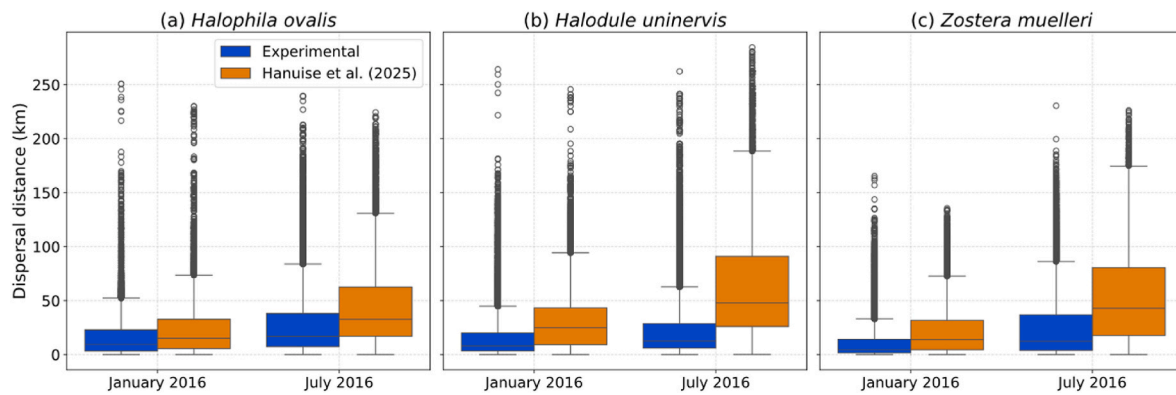 (a) Halophila ovalis
(b) Halodule uninervis
(c) Zostera muelleri
Experimental
Hanuise et al. (2025)
Dispersal distance (km)
250
200
150
100
50
0
January 2016
July 2016
January 2016
July 2016
January 2016
July 2016